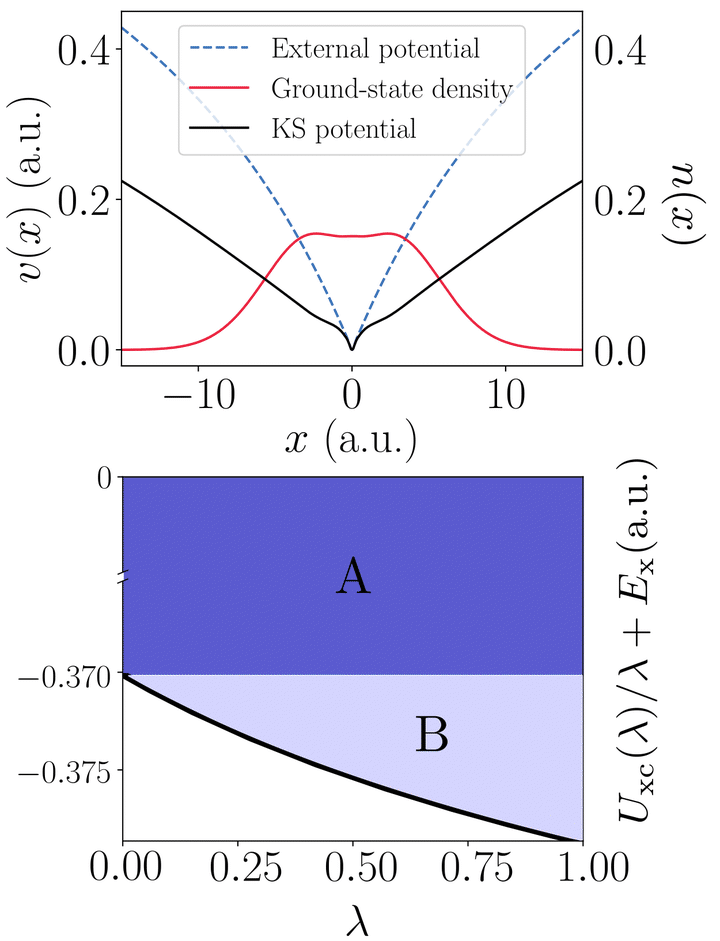 External potential
Ground-state density
KS potential
v(x) (a.u.)
0.4
0.2
0.0
0.4
0.2
0.0
n(x)
−10
0
10
x (a.u.)
0
−0.370
−0.375
A
B
U_xc(λ)/λ + E_x(a.u.)
0.00
0.25
0.50
0.75
1.00
λ